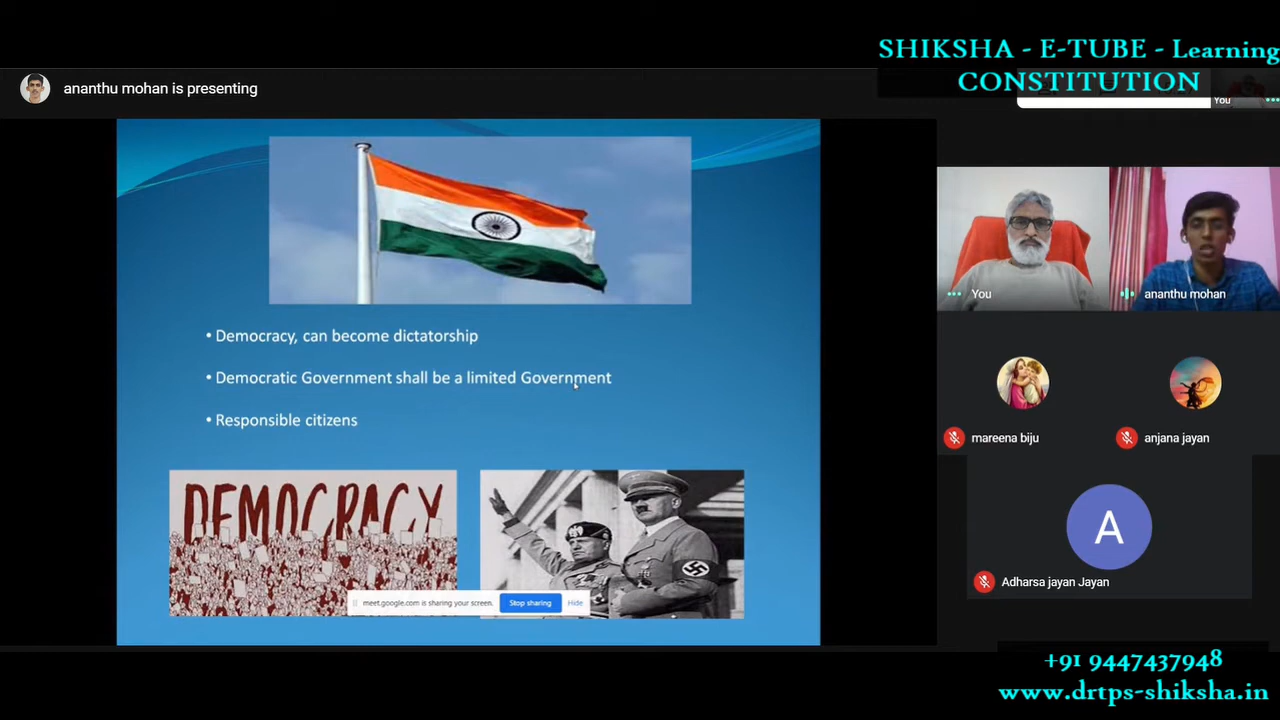 SHIKSHA - E-TUBE - Learning
CONSTITUTION
ananthu mohan is presenting
You
• Democracy, can become dictatorship
• Democratic Government shall be a limited Government
• Responsible citizens
DEMOCRACY
meet.google.com is sharing your screen.
Stop sharing
Hide
You
ananthu mohan
mareena biju
anjana jayan
A
Adharsa jayan Jayan
+91 9447437948
www.drtps-shiksha.in